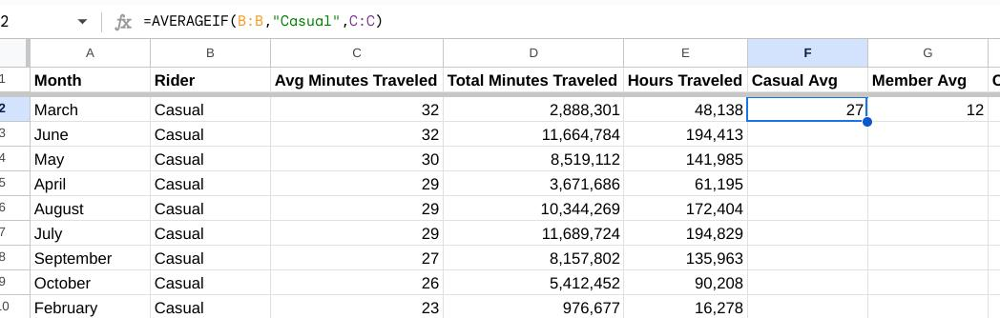 2 fx =AVERAGEIF(B:B,"Casual",C:C)
A B C D E F G
1 Month Rider Avg Minutes Traveled Total Minutes Traveled Hours Traveled Casual Avg Member Avg
2 March Casual 32 2,888,301 48,138 27 12
3 June Casual 32 11,664,784 194,413
4 May Casual 30 8,519,112 141,985
5 April Casual 29 3,671,686 61,195
6 August Casual 29 10,344,269 172,404
7 July Casual 29 11,689,724 194,829
8 September Casual 27 8,157,802 135,963
9 October Casual 26 5,412,452 90,208
10 February Casual 23 976,677 16,278